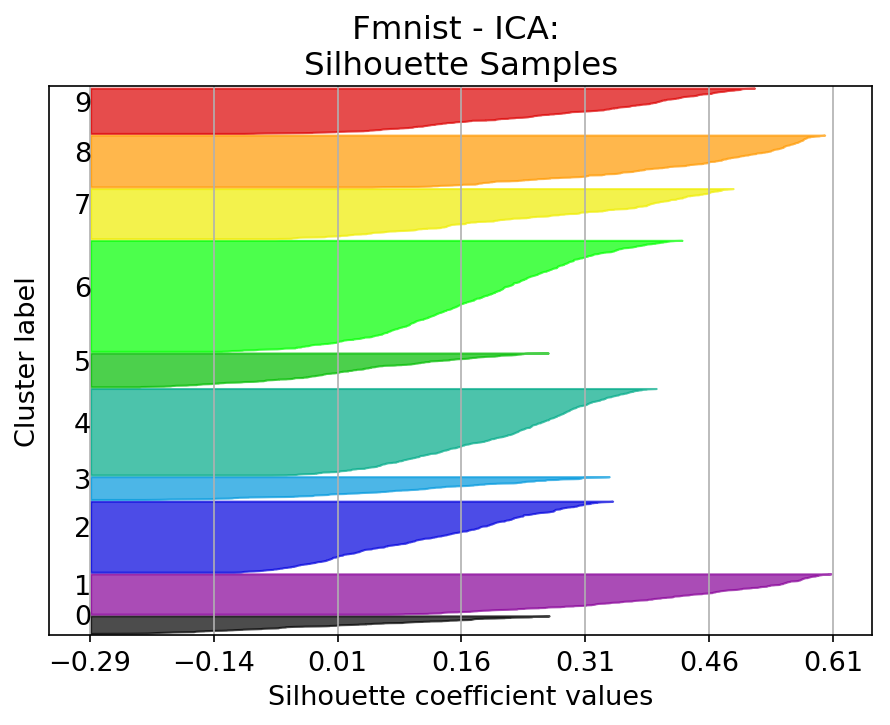 Fmnist - ICA:
Silhouette Samples
9
8
7
6
5
4
3
2
1
0
Cluster label
−0.29 −0.14 0.01 0.16 0.31 0.46 0.61
Silhouette coefficient values